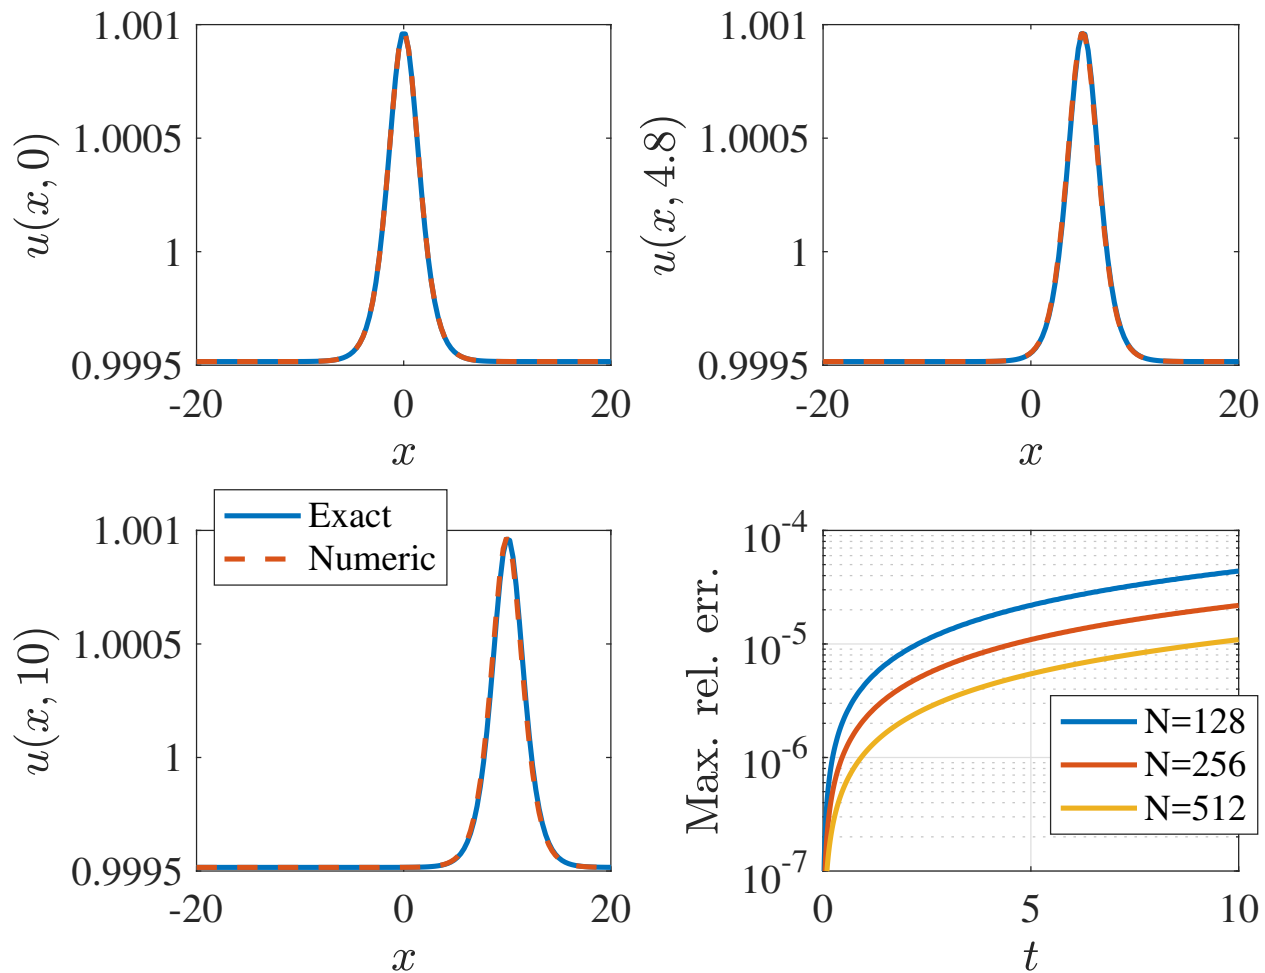 1.001
1.0005
1
0.9995
-20
0
20
x
u(x, 0)
1.001
1.0005
1
0.9995
-20
0
20
x
u(x, 4.8)
Exact
Numeric
1.001
1.0005
1
0.9995
-20
0
20
x
u(x, 10)
10^-4
10^-5
10^-6
10^-7
0
5
10
t
Max. rel. err.
N=128
N=256
N=512